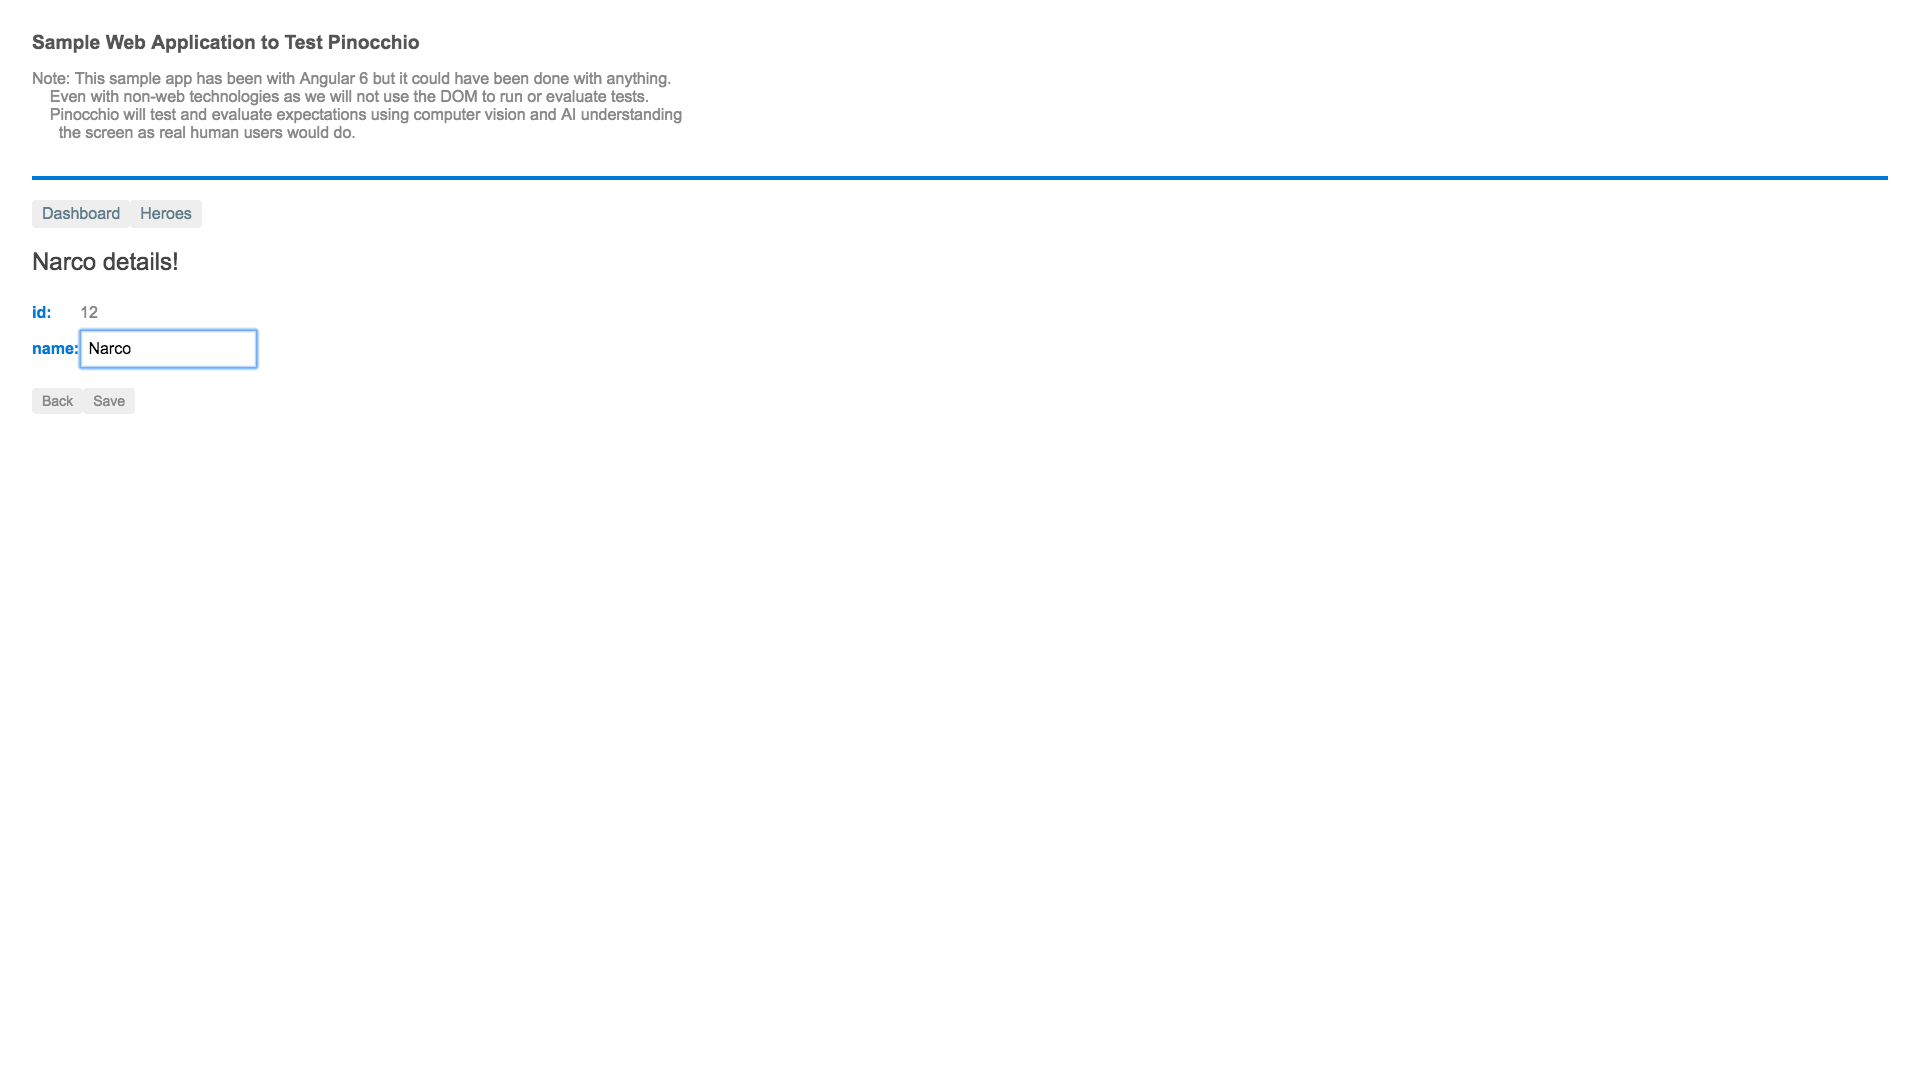 Sample Web Application to Test Pinocchio
Note: This sample app has been with Angular 6 but it could have been done with anything.
Even with non-web technologies as we will not use the DOM to run or evaluate tests.
Pinocchio will test and evaluate expectations using computer vision and AI understanding
the screen as real human users would do.
Dashboard Heroes
Narco details!
id: 12
name: Narco
Back Save